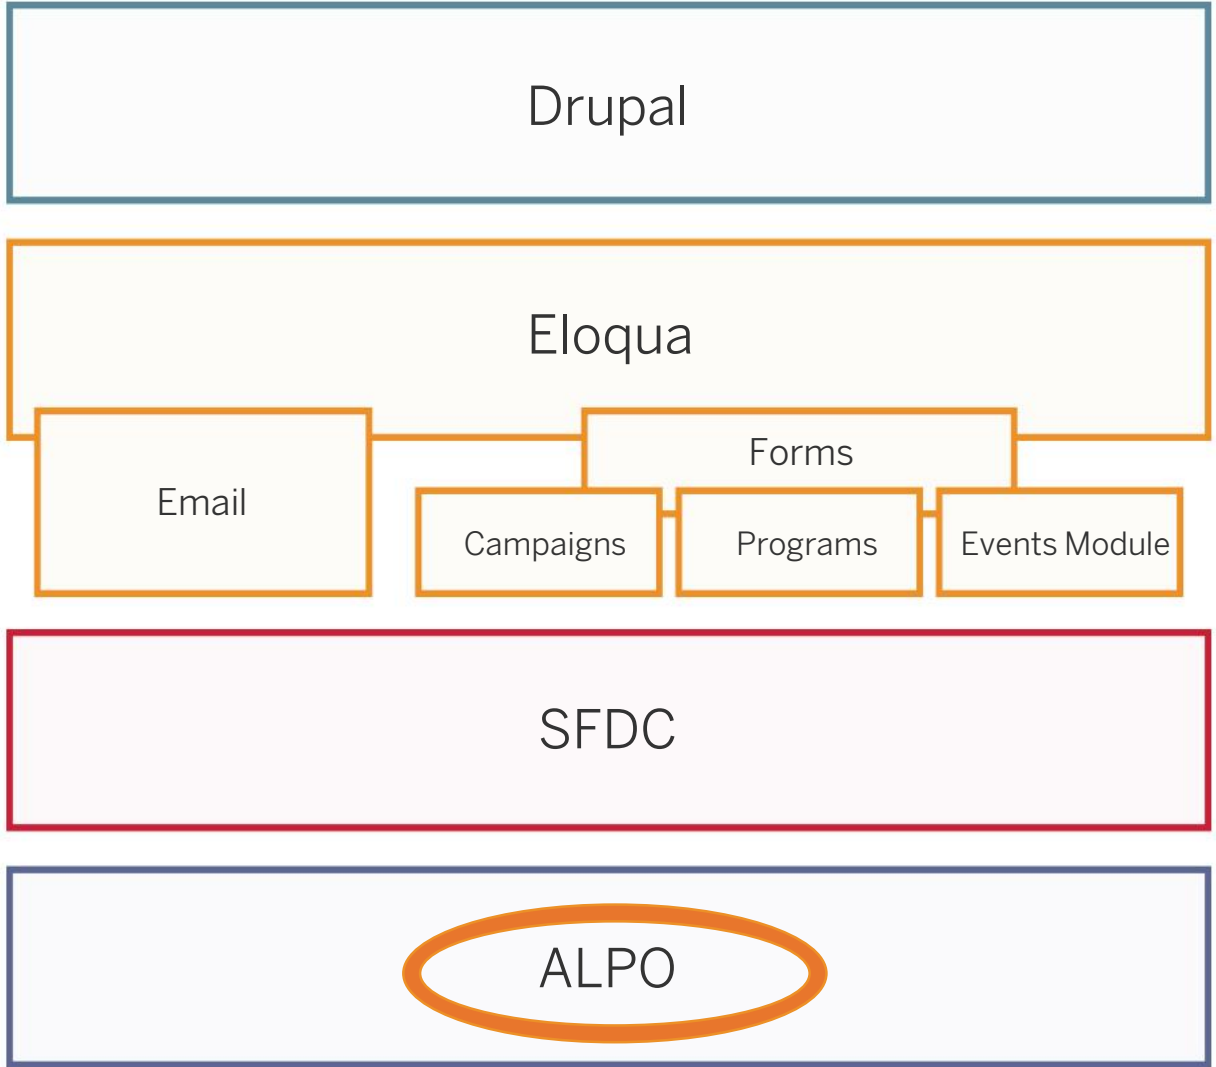 Drupal
Eloqua
Forms
Email
Campaigns
Programs
Events Module
SFDC
ALPO